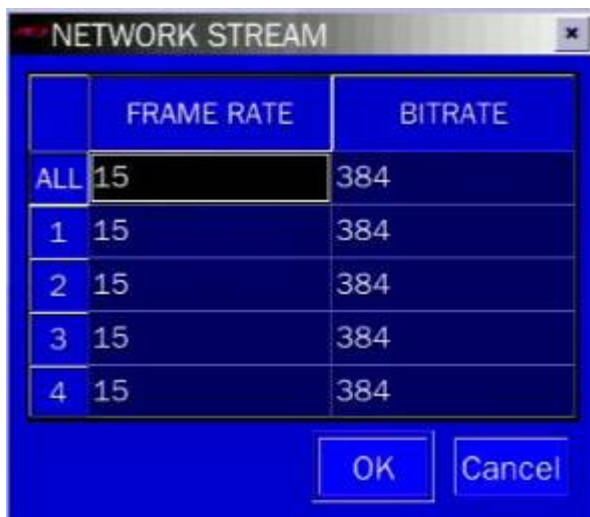 NETWORK STREAM
FRAME RATE BITRATE
ALL 15 384
1 15 384
2 15 384
3 15 384
4 15 384
OK Cancel